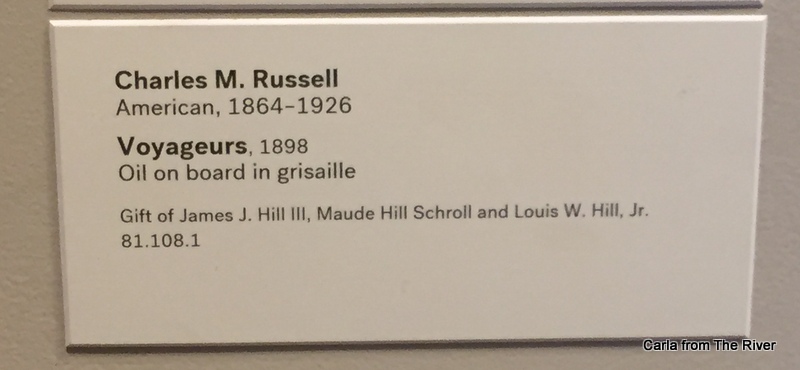 Charles M. Russell
American, 1864–1926
Voyageurs, 1898
Oil on board in grisaille
Gift of James J. Hill III, Maude Hill Schroll and Louis W. Hill, Jr.
81.108.1
Carla from The River